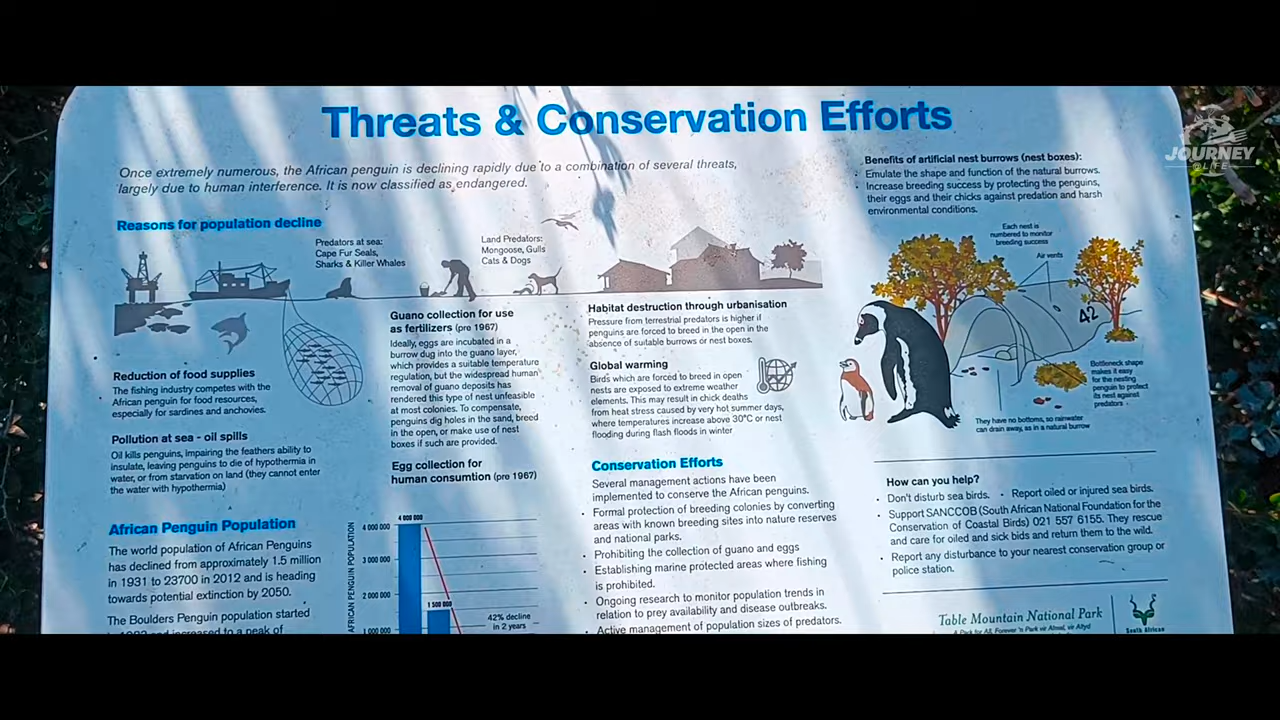 Threats & Conservation Efforts
Once extremely numerous, the African penguin is declining rapidly due to a combination of several threats,
largely due to human interference. It is now classified as endangered.
Reasons for population decline
Predators at sea:
Cape Fur Seals,
Sharks & Killer Whales
Land Predators:
Mongoose, Gulls
Cats & Dogs
Reduction of food supplies
The fishing industry competes with the
African penguin for food resources,
especially for sardines and anchovies.
Pollution at sea - oil spills
Oil kills penguins, impairing the feathers ability to
insulate, leaving penguins to die of hypothermia in
water, or from starvation on land (they cannot enter
the water with hypothermia)
African Penguin Population
The world population of African Penguins
has declined from approximately 1.5 million
in 1931 to 23700 in 2012 and is heading
towards potential extinction by 2050.
The Boulders Penguin population started
increased to a peak of
Guano collection for use
as fertilizers (pre 1967)
Ideally, eggs are incubated in a
burrow dug into the guano layer,
which provides a suitable temperature
regulation, but the widespread human
removal of guano deposits has
rendered this type of nest unfeasible
at most colonies. To compensate,
penguins dig holes in the sand, breed
in the open, or make use of nest
boxes if such are provided.
Egg collection for
human consumtion (pre 1967)
AFRICAN PENGUIN POPULATION
4 000 000
4 000 000
3 000 000
2 000 000
1 500 000
1 000 000
42% decline
in 2 years
Habitat destruction through urbanisation
Pressure from terrestrial predators is higher if
penguins are forced to breed in the open in the
absence of suitable burrows or nest boxes.
Global warming
Birds which are forced to breed in open
nests are exposed to extreme weather
elements. This may result in chick deaths
from heat stress caused by very hot summer days,
where temperatures increase above 30°C or nest
flooding during flash floods in winter
Conservation Efforts
Several management actions have been
implemented to conserve the African penguins.
· Formal protection of breeding colonies by converting
areas with known breeding sites into nature reserves
and national parks.
· Prohibiting the collection of guano and eggs
· Establishing marine protected areas where fishing
is prohibited.
· Ongoing research to monitor population trends in
relation to prey availability and disease outbreaks.
· Active management of population sizes of predators.
Benefits of artificial nest burrows (nest boxes):
· Emulate the shape and function of the natural burrows.
· Increase breeding success by protecting the penguins,
their eggs and their chicks against predation and harsh
environmental conditions.
Each nest is
numbered to monitor
breeding success
Air vents
42
Bottleneck shape
makes it easy
for the nesting
penguin to protect
its nest against
predators
They have no bottoms, so rainwater
can drain away, as in a natural burrow
How can you help?
· Don't disturb sea birds. · Report oiled or injured sea birds.
· Support SANCCOB (South African National Foundation for the
Conservation of Coastal Birds) 021 557 6155. They rescue
and care for oiled and sick bids and return them to the wild.
· Report any disturbance to your nearest conservation group or
police station.
Table Mountain National Park
A Park for All, Forever 'n Park vir Almal, vir Altyd
South African
JOURNEY
@LIFE